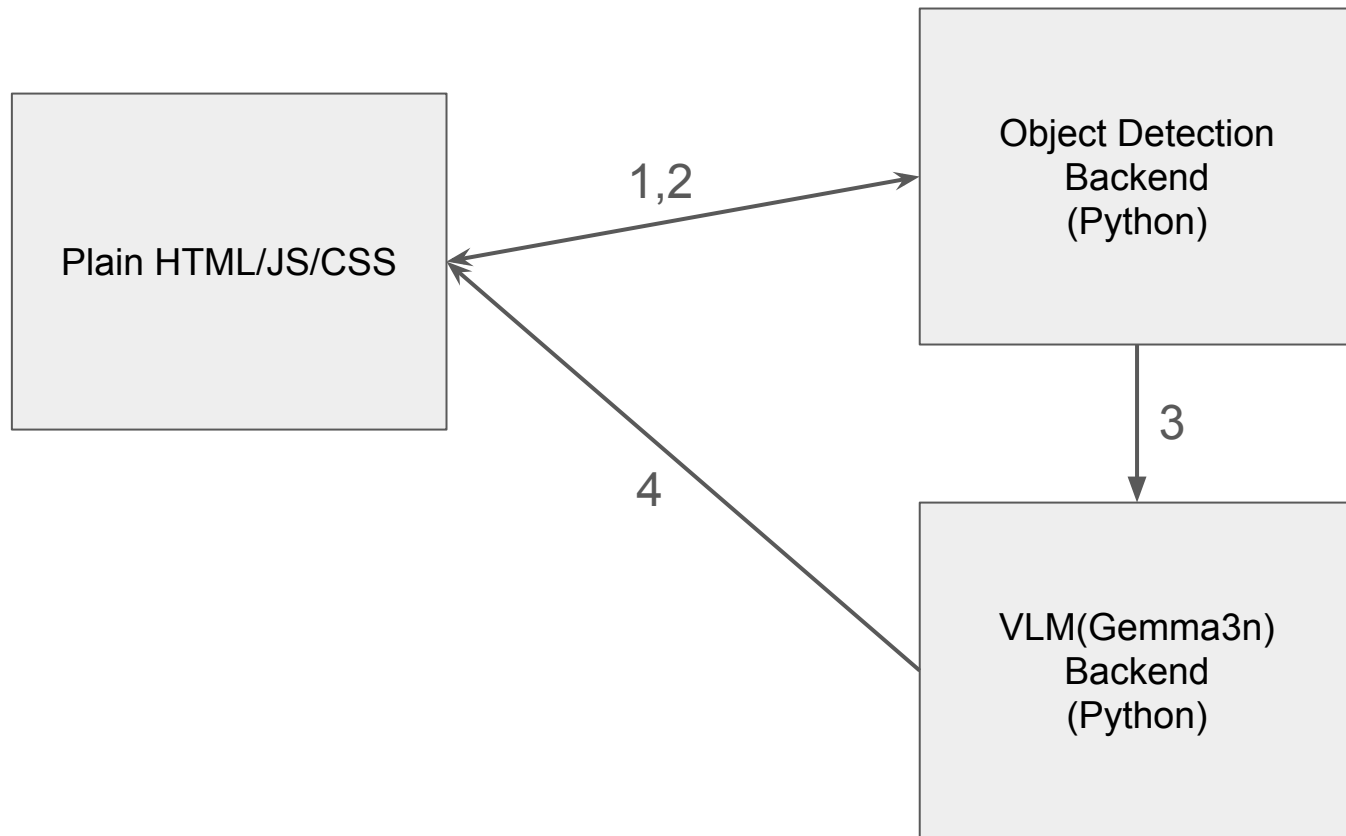 Plain HTML/JS/CSS
1,2
Object Detection
Backend
(Python)
3
4
VLM(Gemma3n)
Backend
(Python)